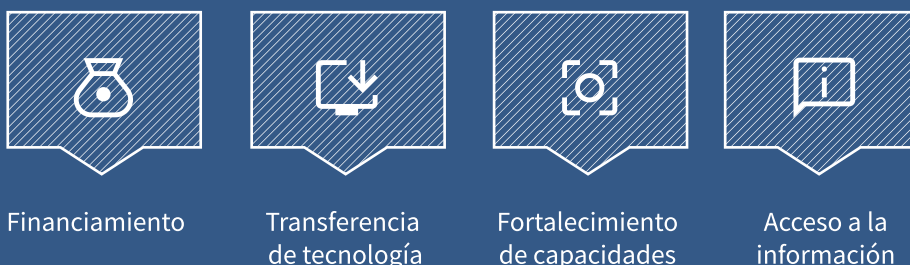 Financiamiento
Transferencia
de tecnología
Fortalecimiento
de capacidades
Acceso a la
información